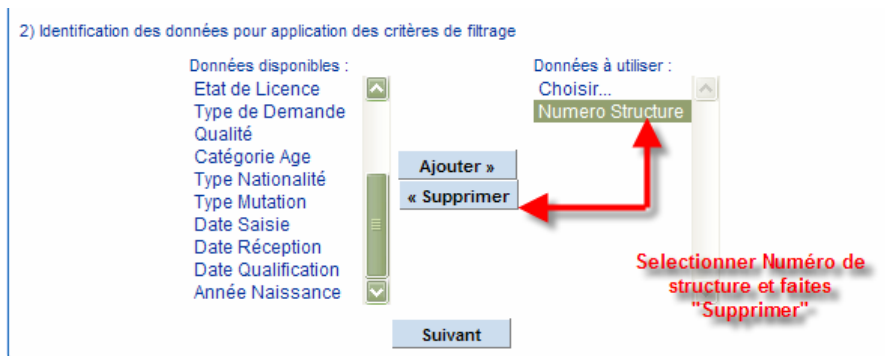 2) Identification des données pour application des critères de filtrage
Données disponibles :
Etat de Licence
Type de Demande
Qualité
Catégorie Age
Type Nationalité
Type Mutation
Date Saisie
Date Réception
Date Qualification
Année Naissance
Ajouter »
« Supprimer
Données à utiliser :
Choisir...
Numero Structure
Selectionner Numéro de
structure et faites
"Supprimer"
Suivant